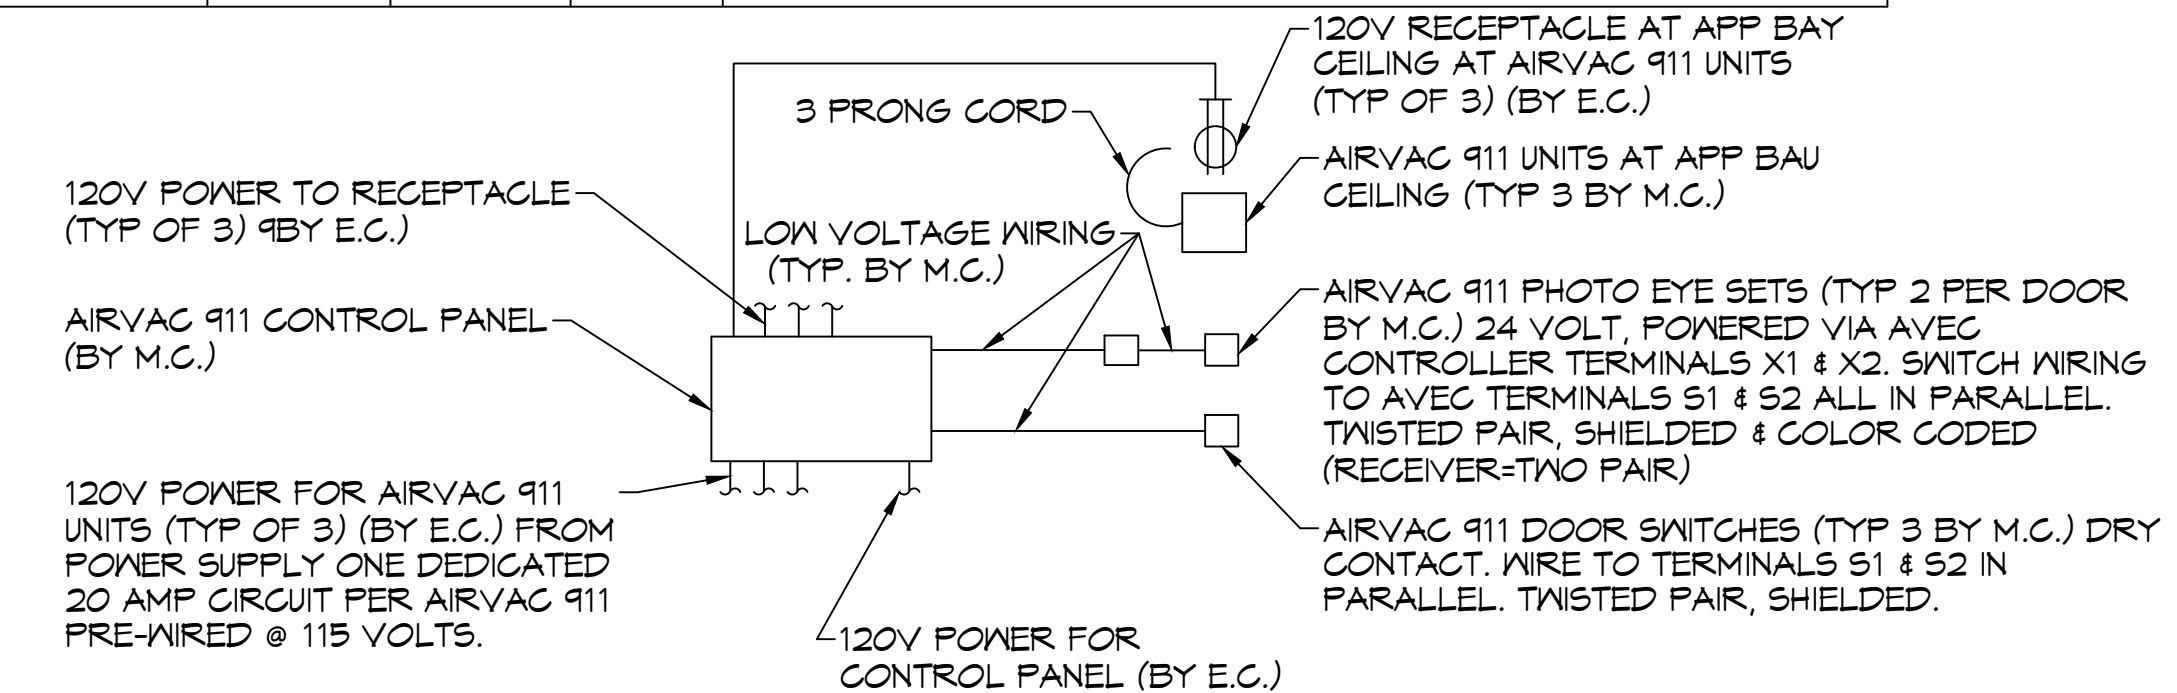 120V RECEPTACLE AT APP BAY
CEILING AT AIRVAC 911 UNITS
(TYP OF 3) (BY E.C.)
3 PRONG CORD
AIRVAC 911 UNITS AT APP BAU
CEILING (TYP 3 BY M.C.)
120V POWER TO RECEPTACLE
(TYP OF 3) 9BY E.C.)
LOW VOLTAGE WIRING
(TYP. BY M.C.)
AIRVAC 911 CONTROL PANEL
(BY M.C.)
AIRVAC 911 PHOTO EYE SETS (TYP 2 PER DOOR
BY M.C.) 24 VOLT, POWERED VIA AVEC
CONTROLLER TERMINALS X1 & X2. SWITCH WIRING
TO AVEC TERMINALS S1 & S2 ALL IN PARALLEL.
TWISTED PAIR, SHIELDED & COLOR CODED
(RECEIVER=TWO PAIR)
120V POWER FOR AIRVAC 911
UNITS (TYP OF 3) (BY E.C.) FROM
POWER SUPPLY ONE DEDICATED
20 AMP CIRCUIT PER AIRVAC 911
PRE-WIRED @ 115 VOLTS.
AIRVAC 911 DOOR SWITCHES (TYP 3 BY M.C.) DRY
CONTACT. WIRE TO TERMINALS S1 & S2 IN
PARALLEL. TWISTED PAIR, SHIELDED.
120V POWER FOR
CONTROL PANEL (BY E.C.)